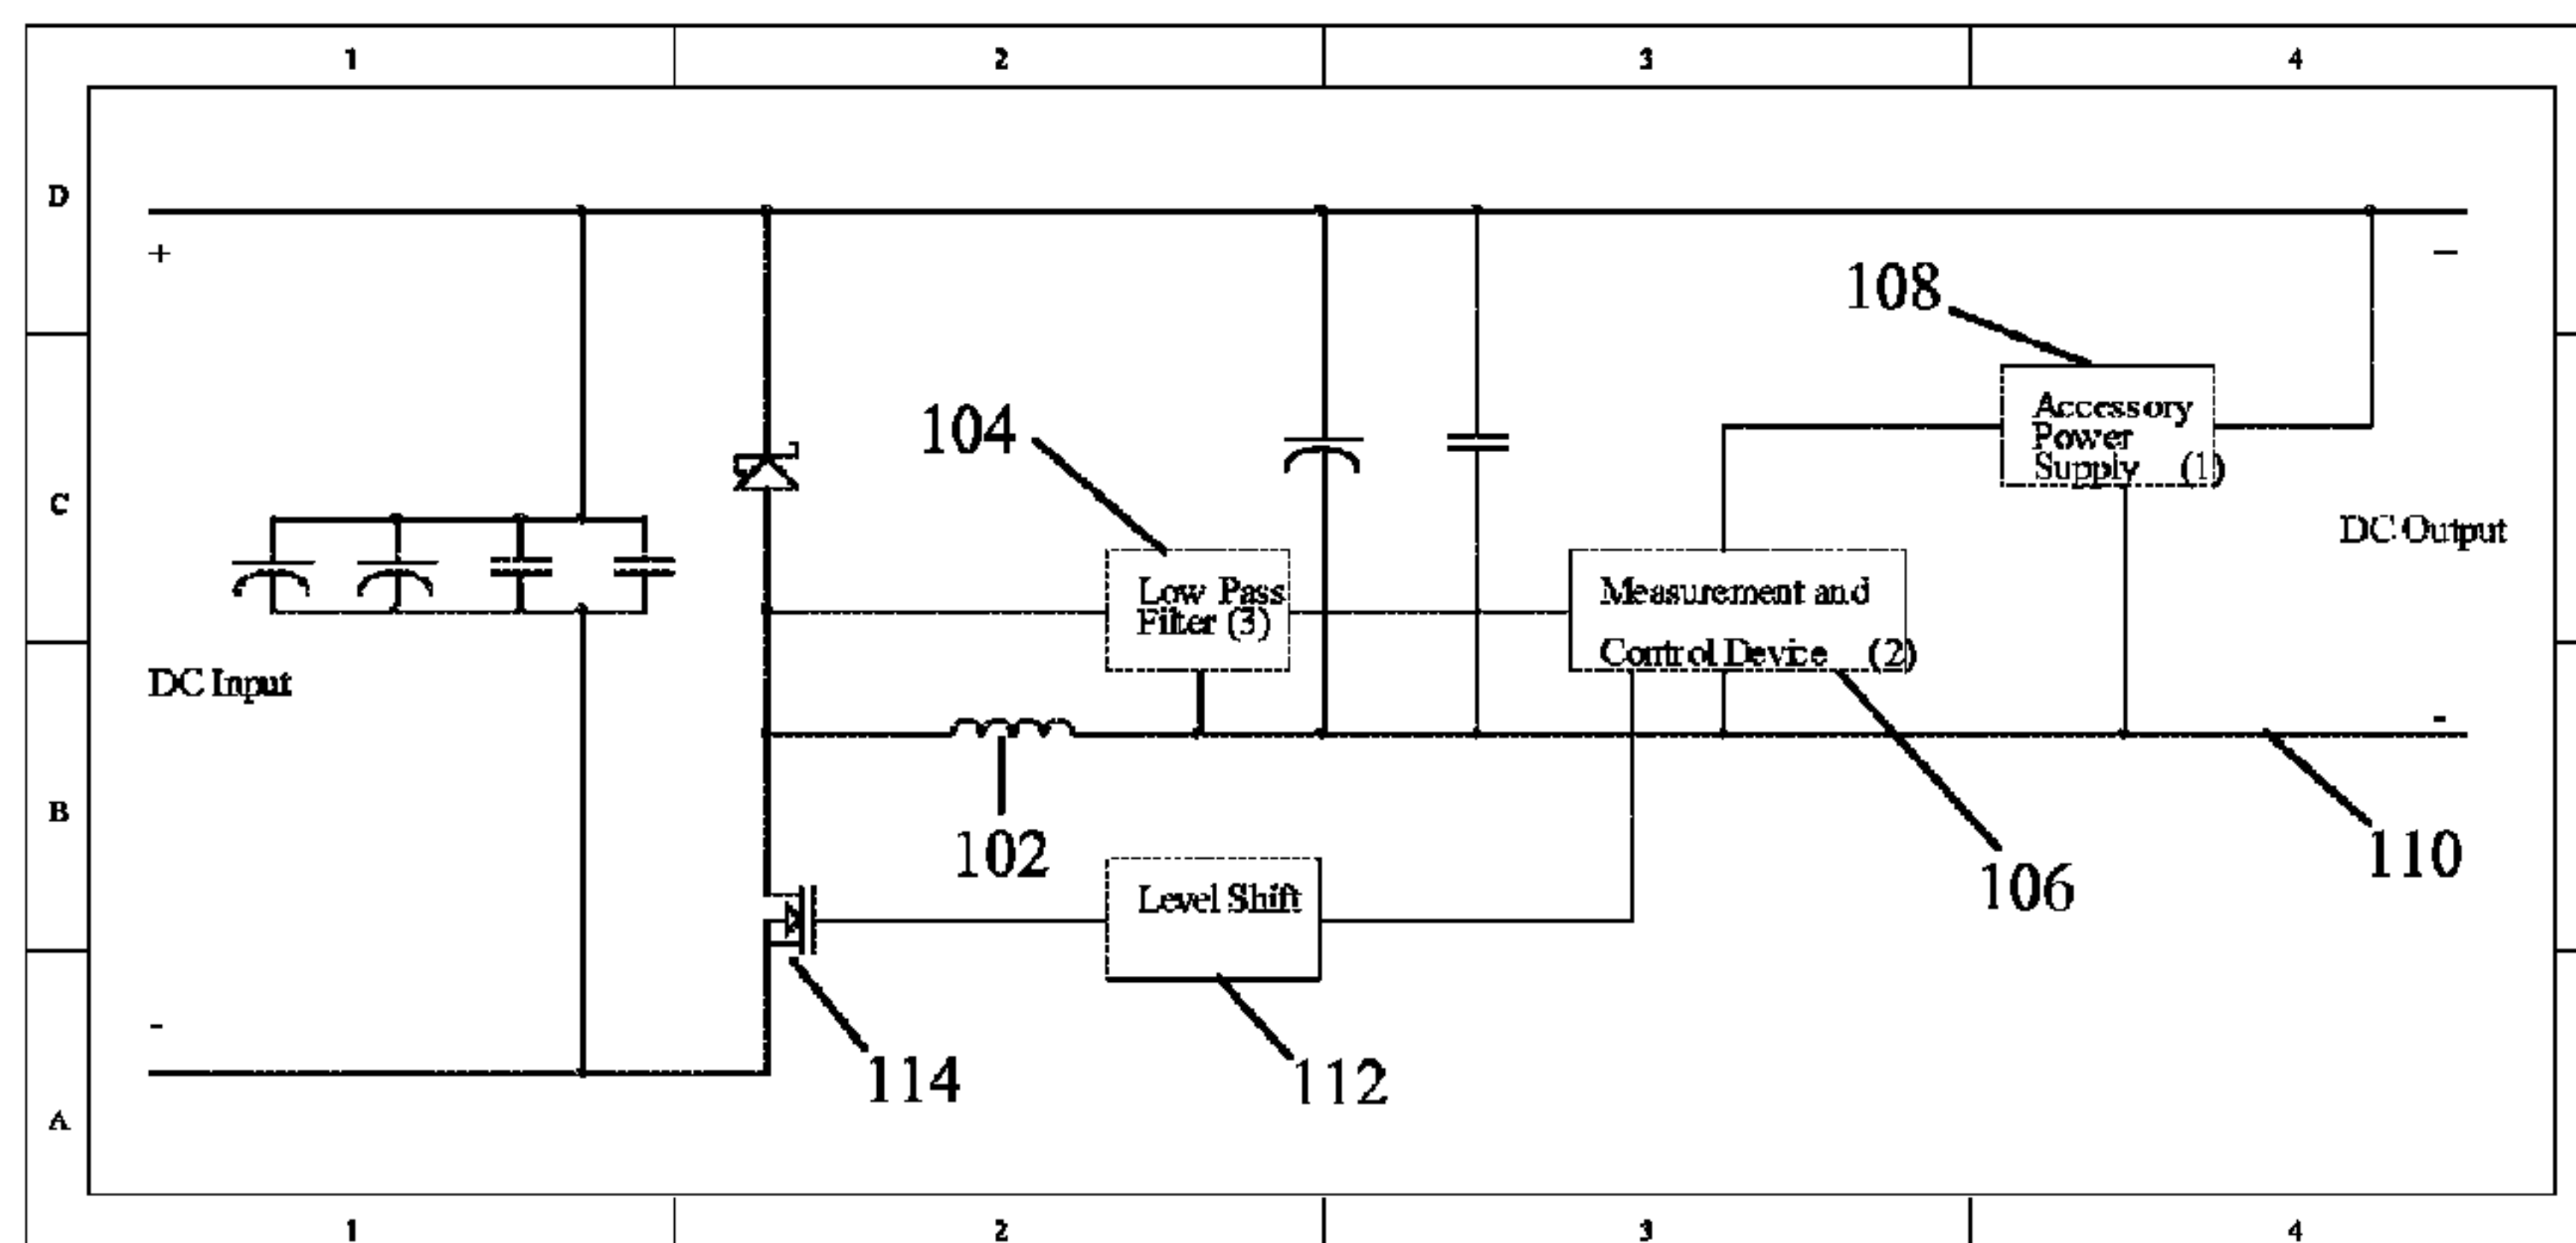 1 2 3 4
D
+
–
108
Accessory
Power
Supply (1)
104
C
DC Output
Low Pass
Filter (3)
Measurement and
Control Device (2)
DC Input
-
102
B
Level Shift
106
110
-
114
112
A
1 2 3 4